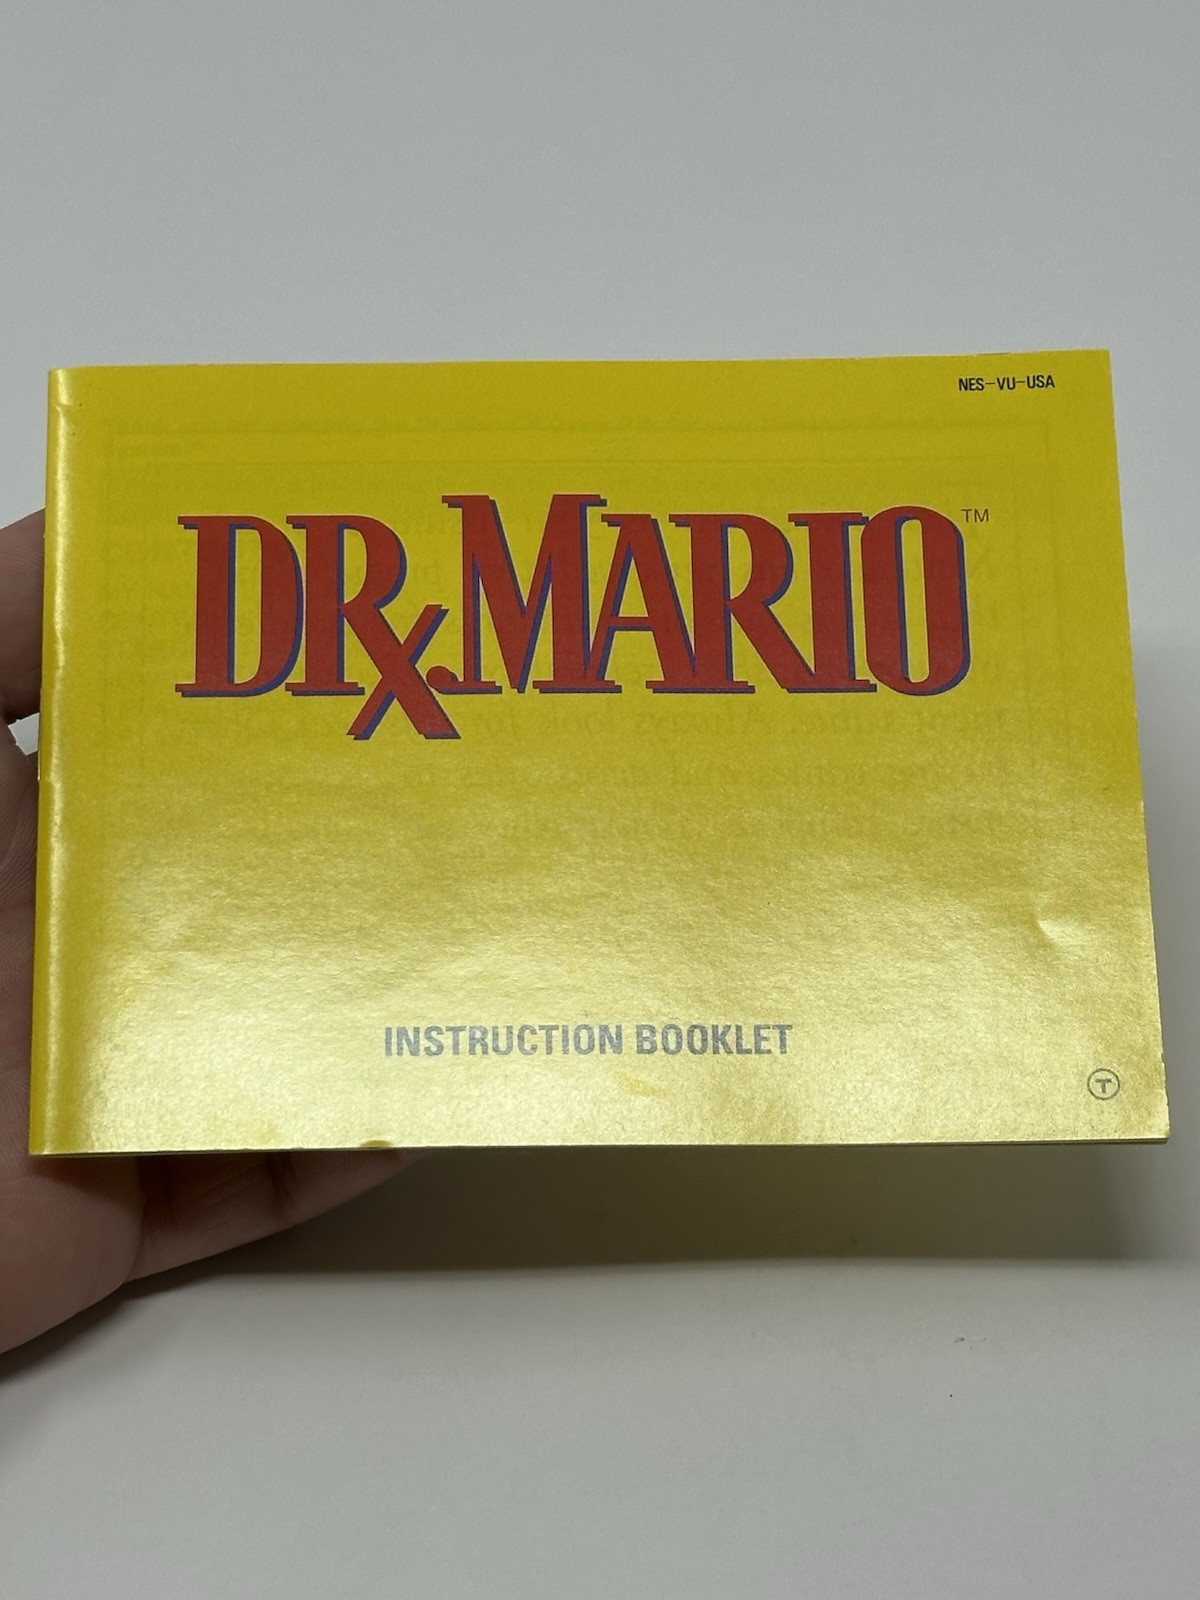 NES-VU-USA
DR. MARIO™
INSTRUCTION BOOKLET
T